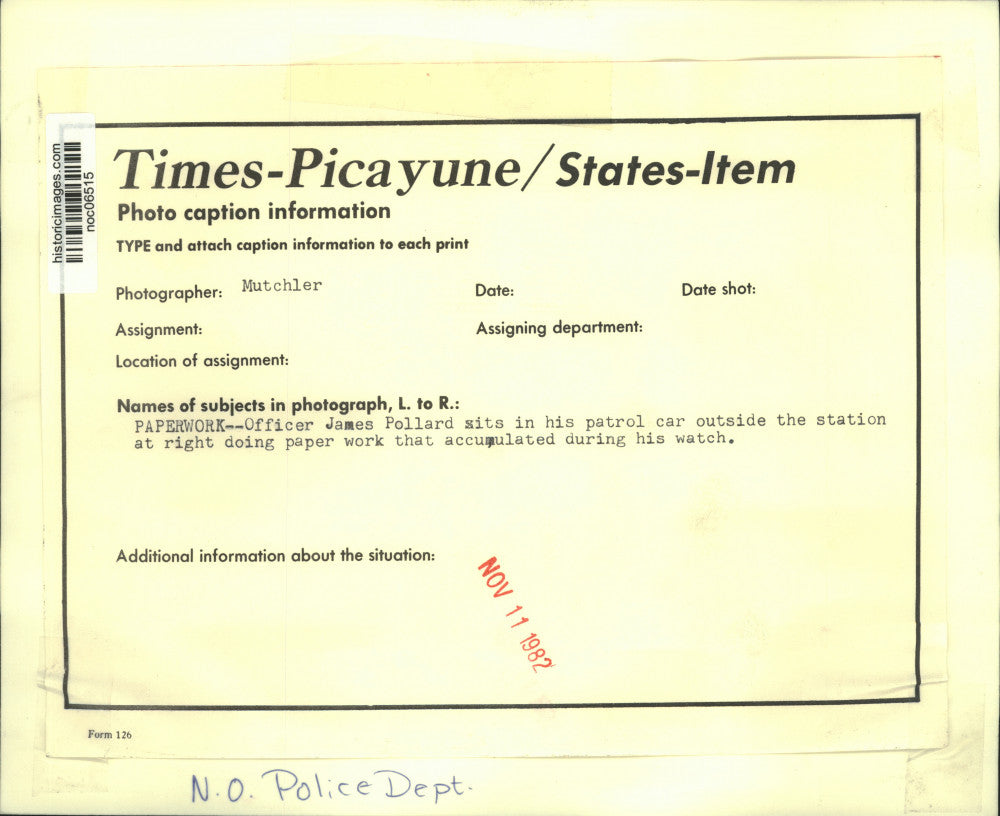 historicimages.com
noc06515
Times-Picayune/States-Item
Photo caption information
TYPE and attach caption information to each print
Photographer: Mutchler Date: Date shot:
Assignment: Assigning department:
Location of assignment:
Names of subjects in photograph, L. to R.:
PAPERWORK--Officer James Pollard sits in his patrol car outside the station
at right doing paper work that accumulated during his watch.
Additional information about the situation:
NOV 11 1982
Form 126
N.O. Police Dept.